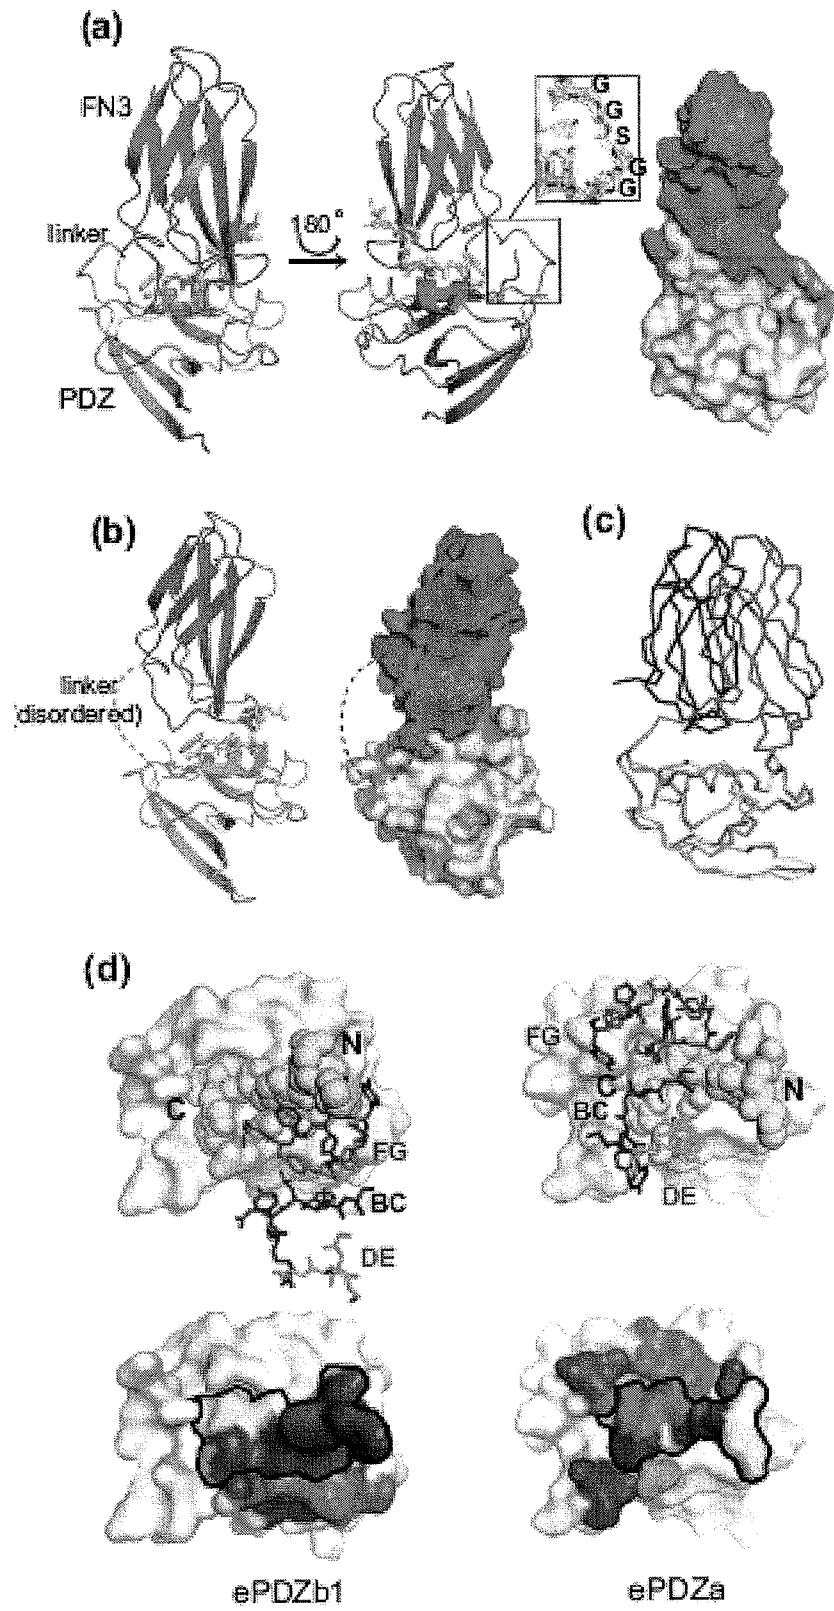 (a)
FN3
linker
180°
G
G
S
G
G
PDZ
(b)
(c)
linker
(disordered)
(d)
N
C
FG
BC
DE
FG
C
BC
N
DE
ePDZb1
ePDZa